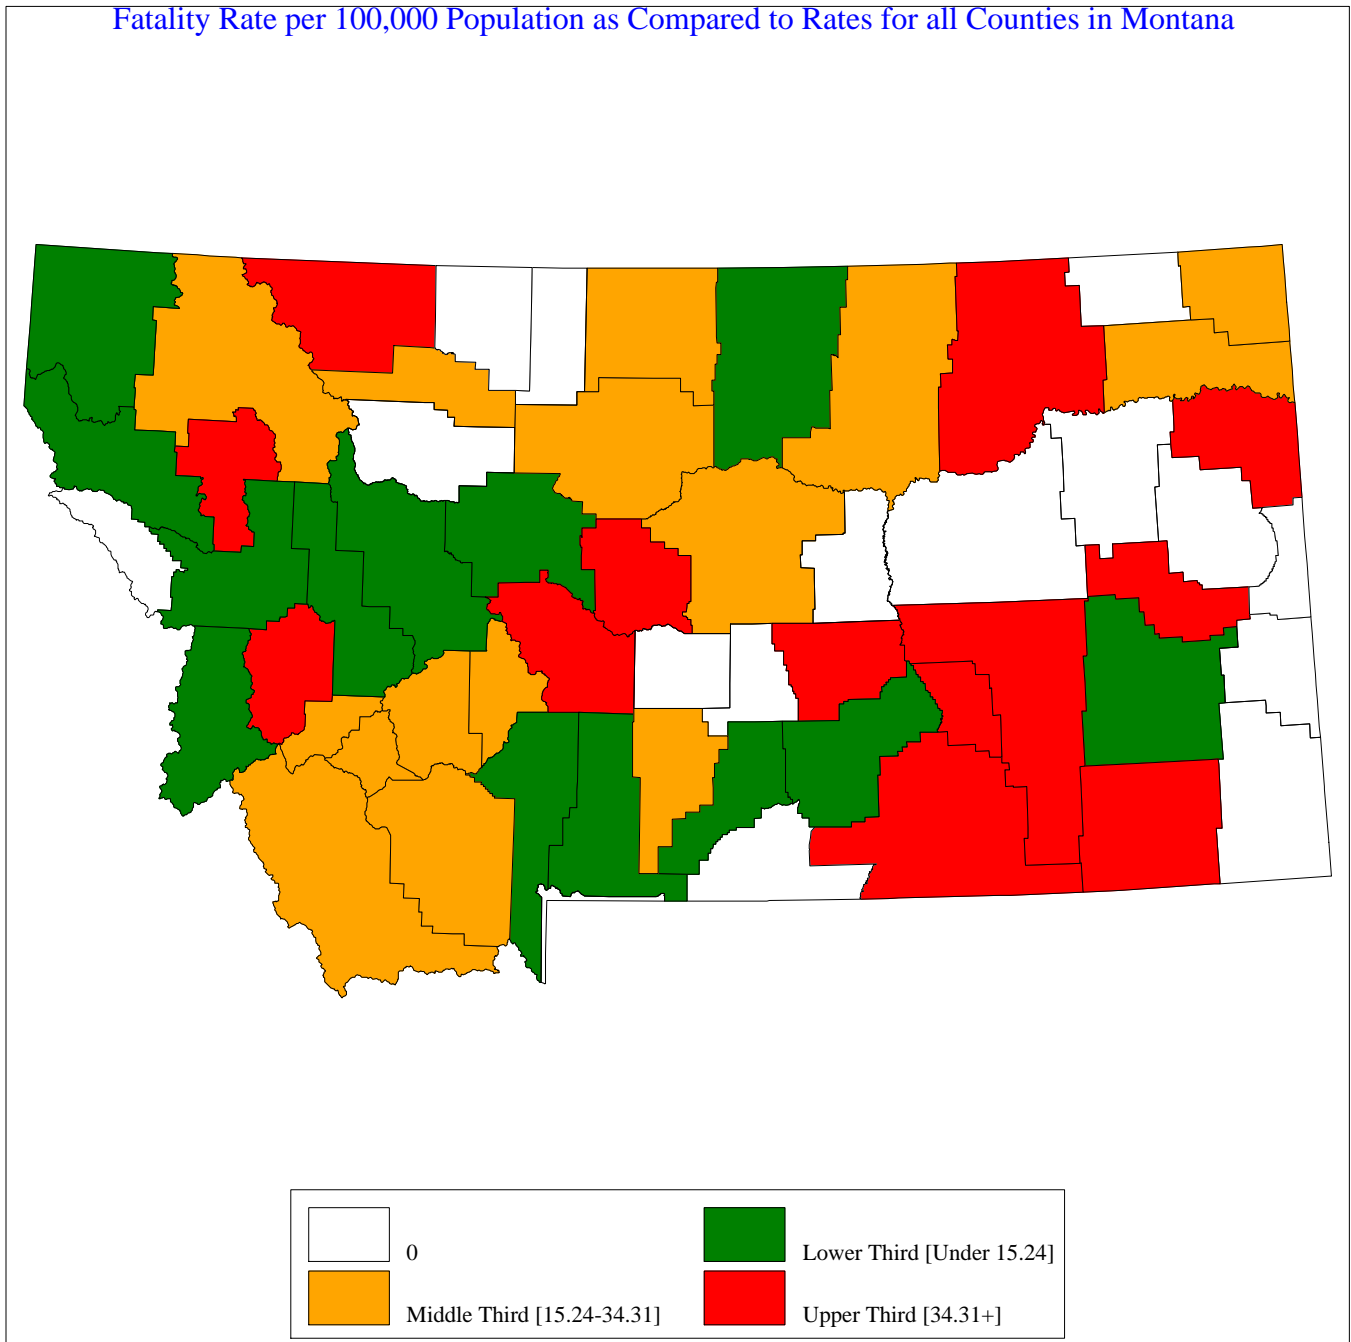 Fatality Rate per 100,000 Population as Compared to Rates for all Counties in Montana
0
Lower Third [Under 15.24]
Middle Third [15.24-34.31]
Upper Third [34.31+]